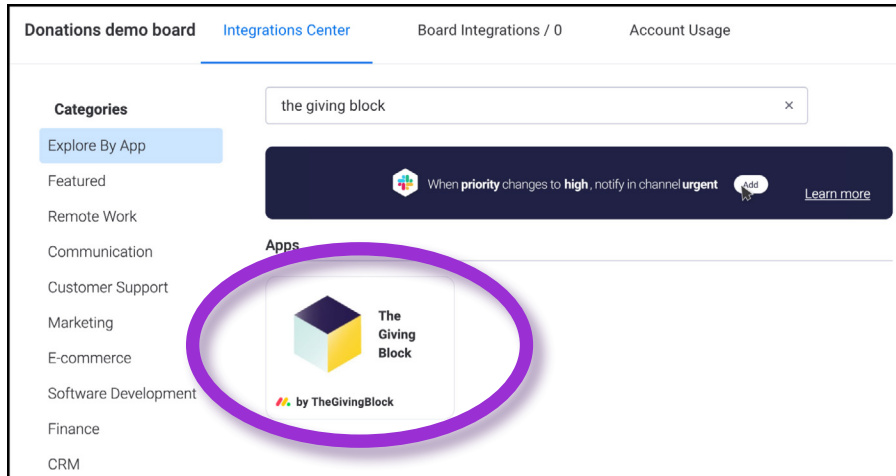 Donations demo board
Integrations Center
Board Integrations / 0
Account Usage
Categories
Explore By App
Featured
Remote Work
Communication
Customer Support
Marketing
E-commerce
Software Development
Finance
CRM
the giving block ×
When priority changes to high, notify in channel urgent Add Learn more
Apps
The
Giving
Block
by TheGivingBlock